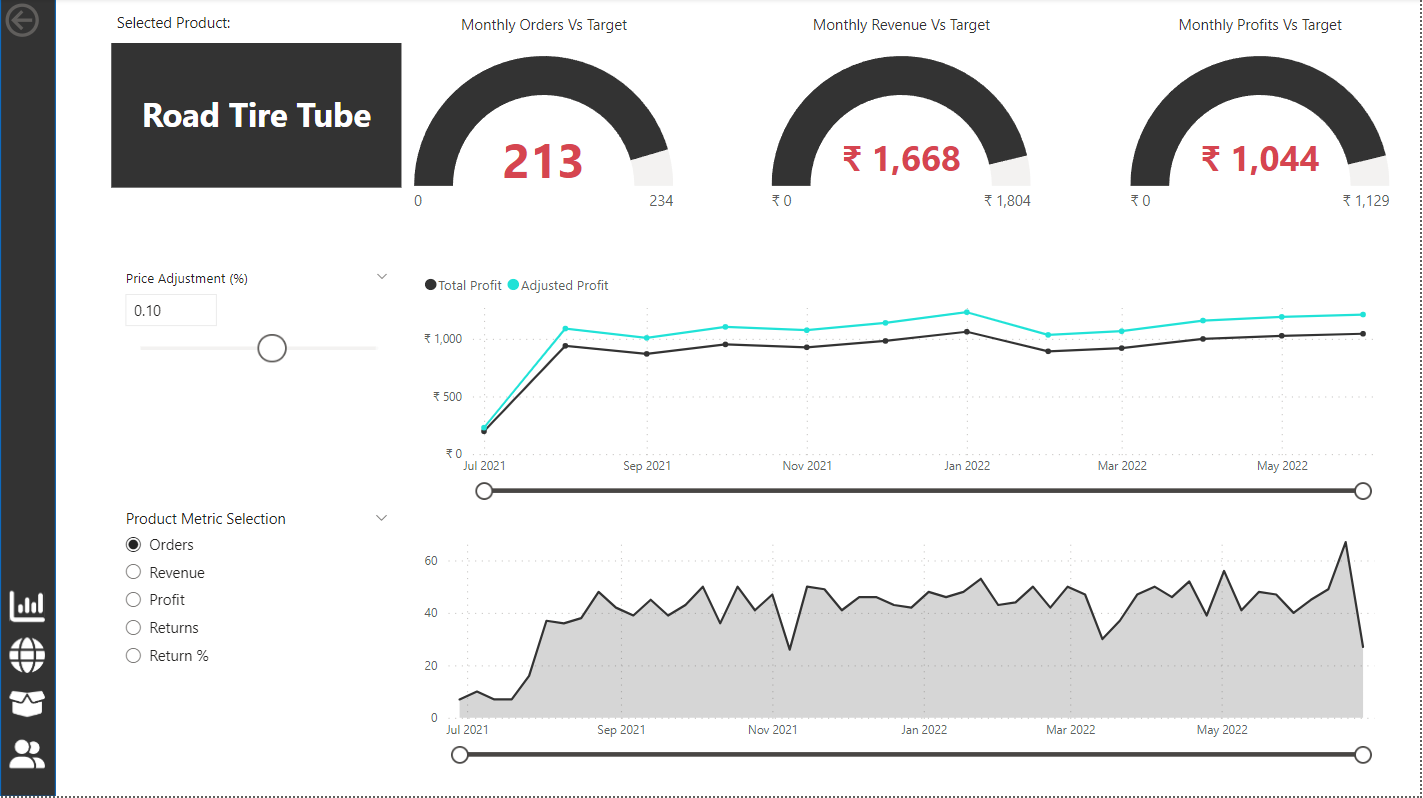 Selected Product:
Road Tire Tube
Monthly Orders Vs Target
213
0
234
Monthly Revenue Vs Target
₹ 1,668
₹ 0
₹ 1,804
Monthly Profits Vs Target
₹ 1,044
₹ 0
₹ 1,129
Price Adjustment (%)
0.10
Total Profit Adjusted Profit
₹ 1,000
₹ 500
₹ 0
Jul 2021 Sep 2021 Nov 2021 Jan 2022 Mar 2022 May 2022
Product Metric Selection
Orders
Revenue
Profit
Returns
Return %
60
40
20
0
Jul 2021 Sep 2021 Nov 2021 Jan 2022 Mar 2022 May 2022